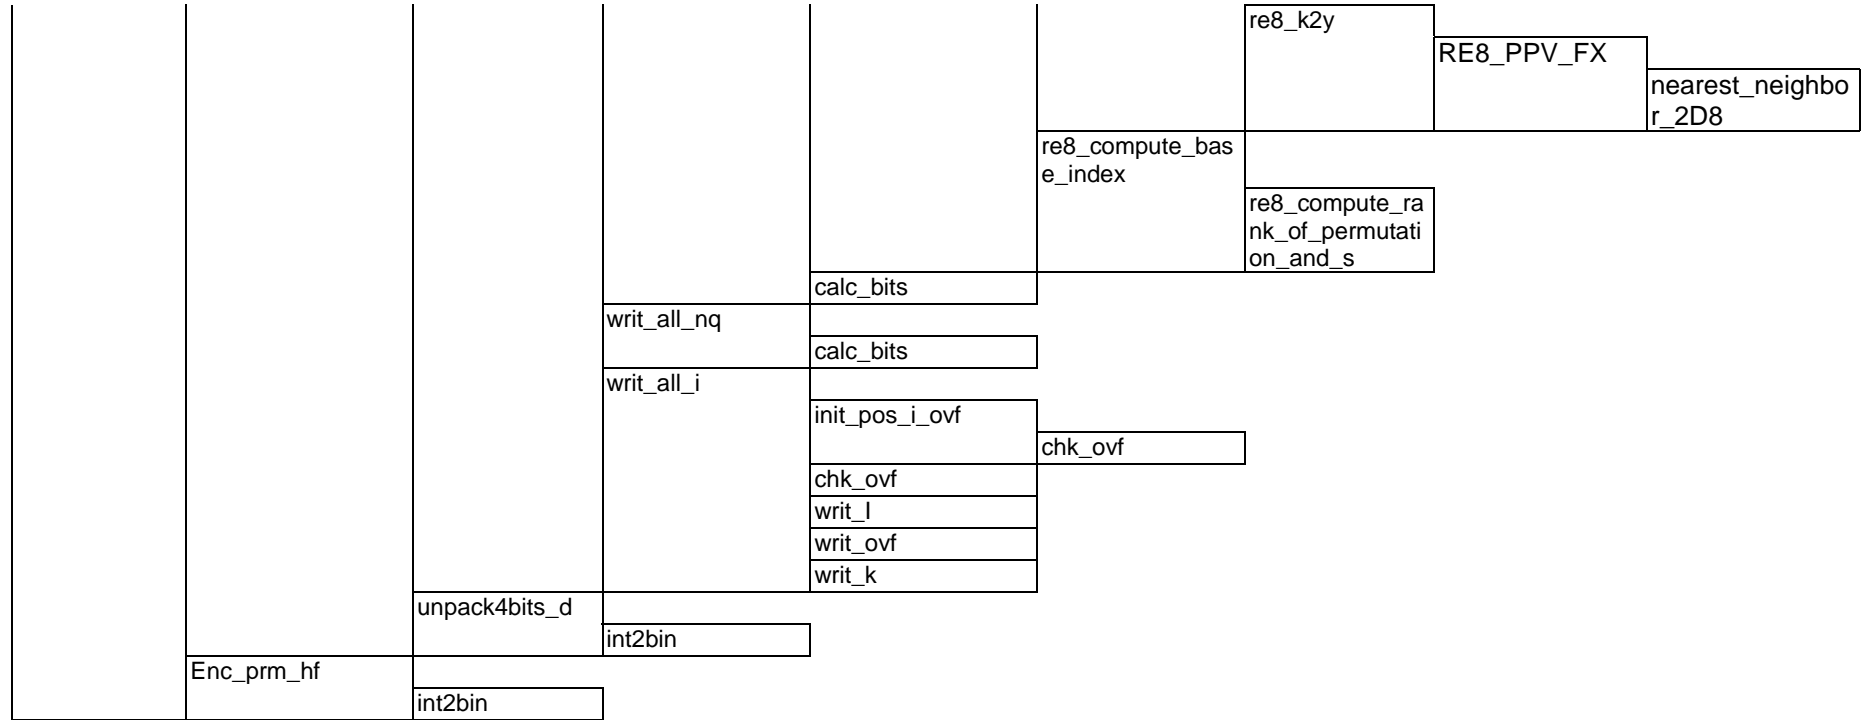 re8_k2y
RE8_PPV_FX
nearest_neighbo
r_2D8
re8_compute_bas
e_index
re8_compute_ra
nk_of_permutati
on_and_s
calc_bits
writ_all_nq
calc_bits
writ_all_i
init_pos_i_ovf
chk_ovf
chk_ovf
writ_I
writ_ovf
writ_k
unpack4bits_d
int2bin
Enc_prm_hf
int2bin